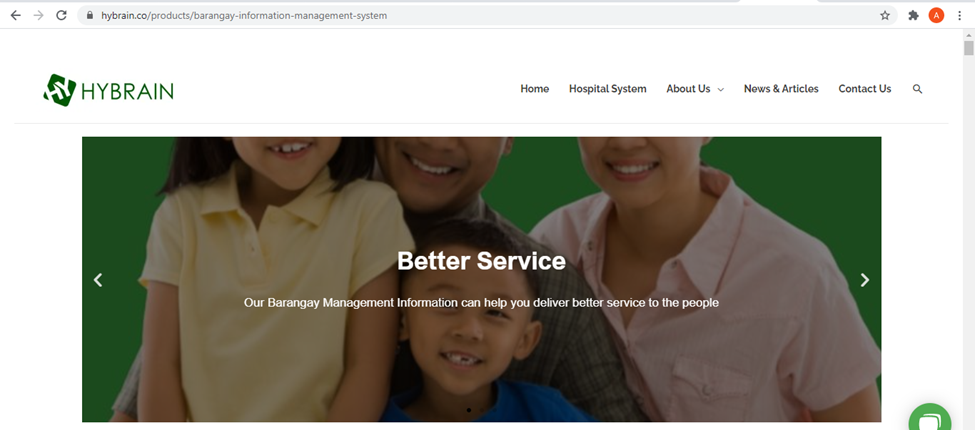 hybrain.co/products/barangay-information-management-system
A
HYBRAIN
Home Hospital System About Us News & Articles Contact Us
Better Service
Our Barangay Management Information can help you deliver better service to the people